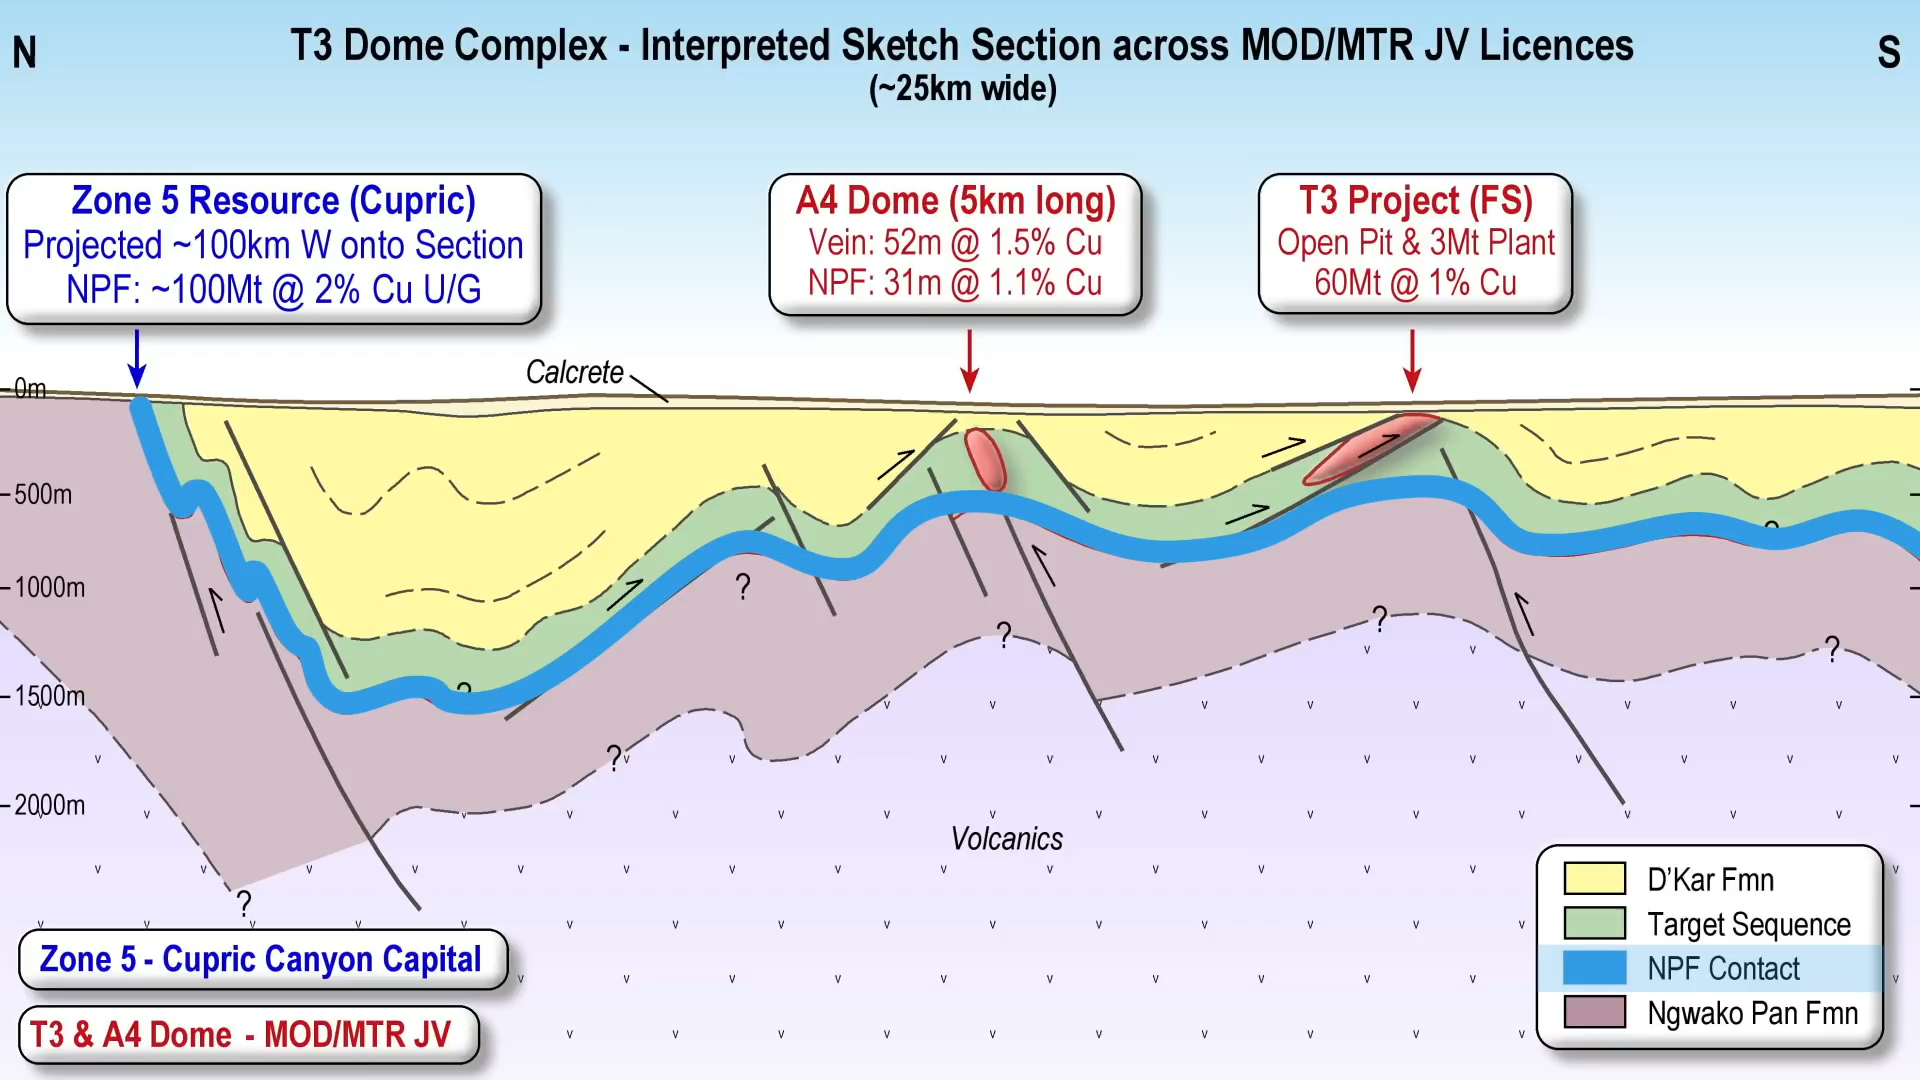 N
T3 Dome Complex - Interpreted Sketch Section across MOD/MTR JV Licences
S
(~25km wide)
Zone 5 Resource (Cupric)
Projected ~100km W onto Section
NPF: ~100Mt @ 2% Cu U/G
A4 Dome (5km long)
Vein: 52m @ 1.5% Cu
NPF: 31m @ 1.1% Cu
T3 Project (FS)
Open Pit & 3Mt Plant
60Mt @ 1% Cu
Calcrete
0m
500m
1000m
1500m
2000m
?
?
?
?
?
?
?
?
Volcanics
D'Kar Fmn
Target Sequence
NPF Contact
Ngwako Pan Fmn
Zone 5 - Cupric Canyon Capital
T3 & A4 Dome - MOD/MTR JV